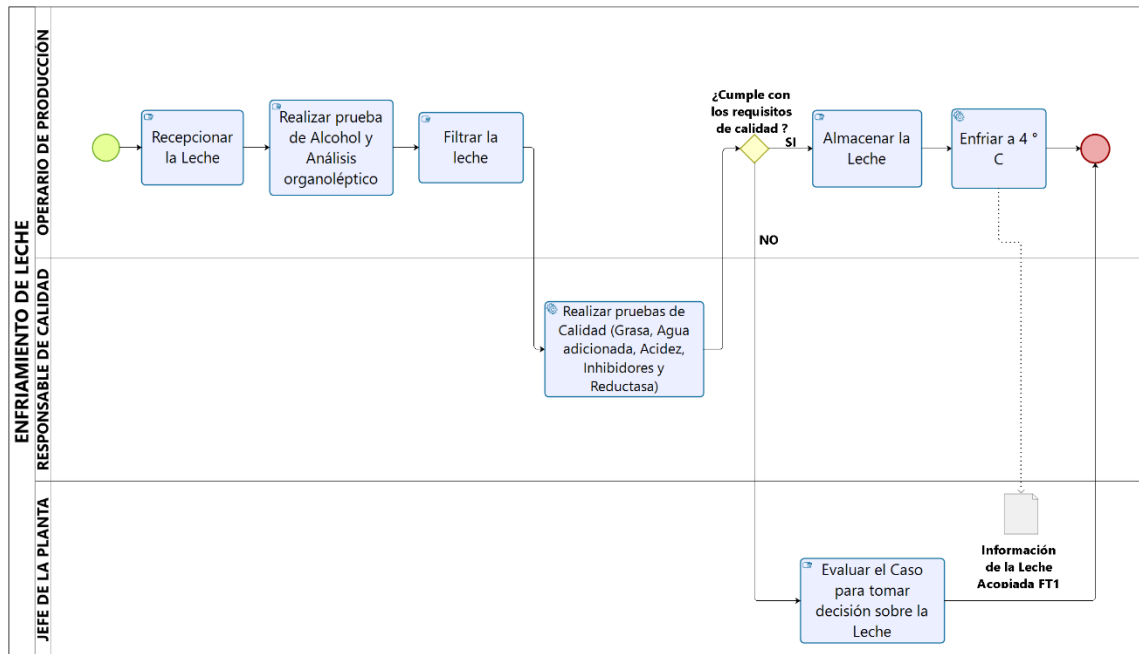 ENFRIAMIENTO DE LECHE
OPERARIO DE PRODUCCIÓN
Recepcionar
la Leche
Realizar prueba
de Alcohol y
Análisis
organoléptico
Filtrar la
leche
¿Cumple con
los requisitos
de calidad ?
SI
NO
Almacenar la
Leche
Enfriar a 4 °
C
RESPONSABLE DE CALIDAD
Realizar pruebas de
Calidad (Grasa, Agua
adicionada, Acidez,
Inhibidores y
Reductasa)
JEFE DE LA PLANTA
Evaluar el Caso
para tomar
decisión sobre la
Leche
Información
de la Leche
Acopiada FT1